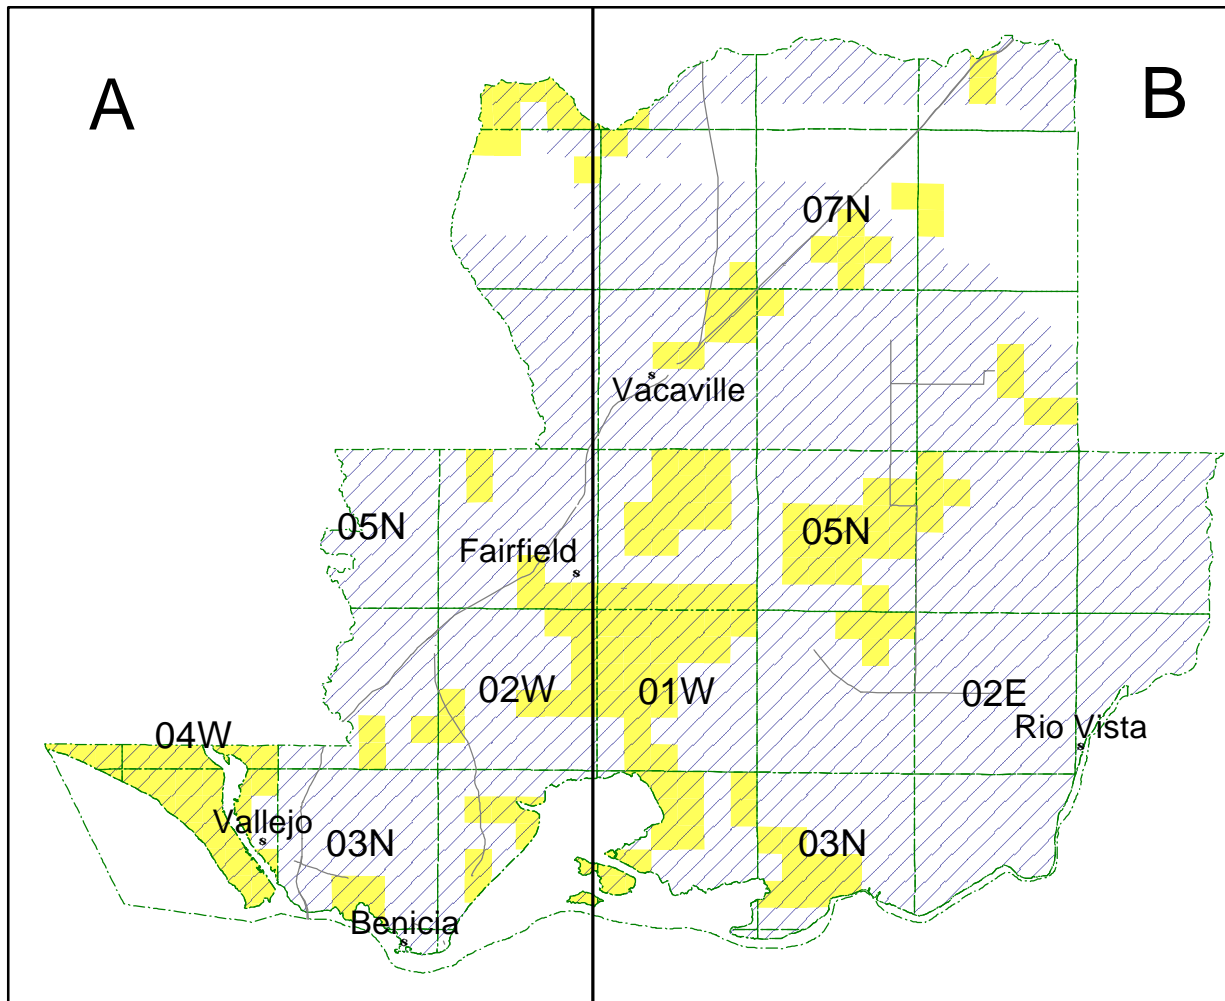 A
B
07N
Vacaville
05N
05N
Fairfield
02W
01W
02E
04W
Rio Vista
Vallejo
03N
03N
Benicia